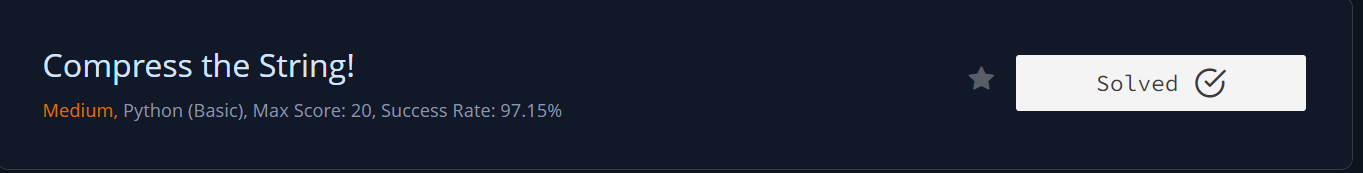 Compress the String!
Solved
Medium, Python (Basic), Max Score: 20, Success Rate: 97.15%